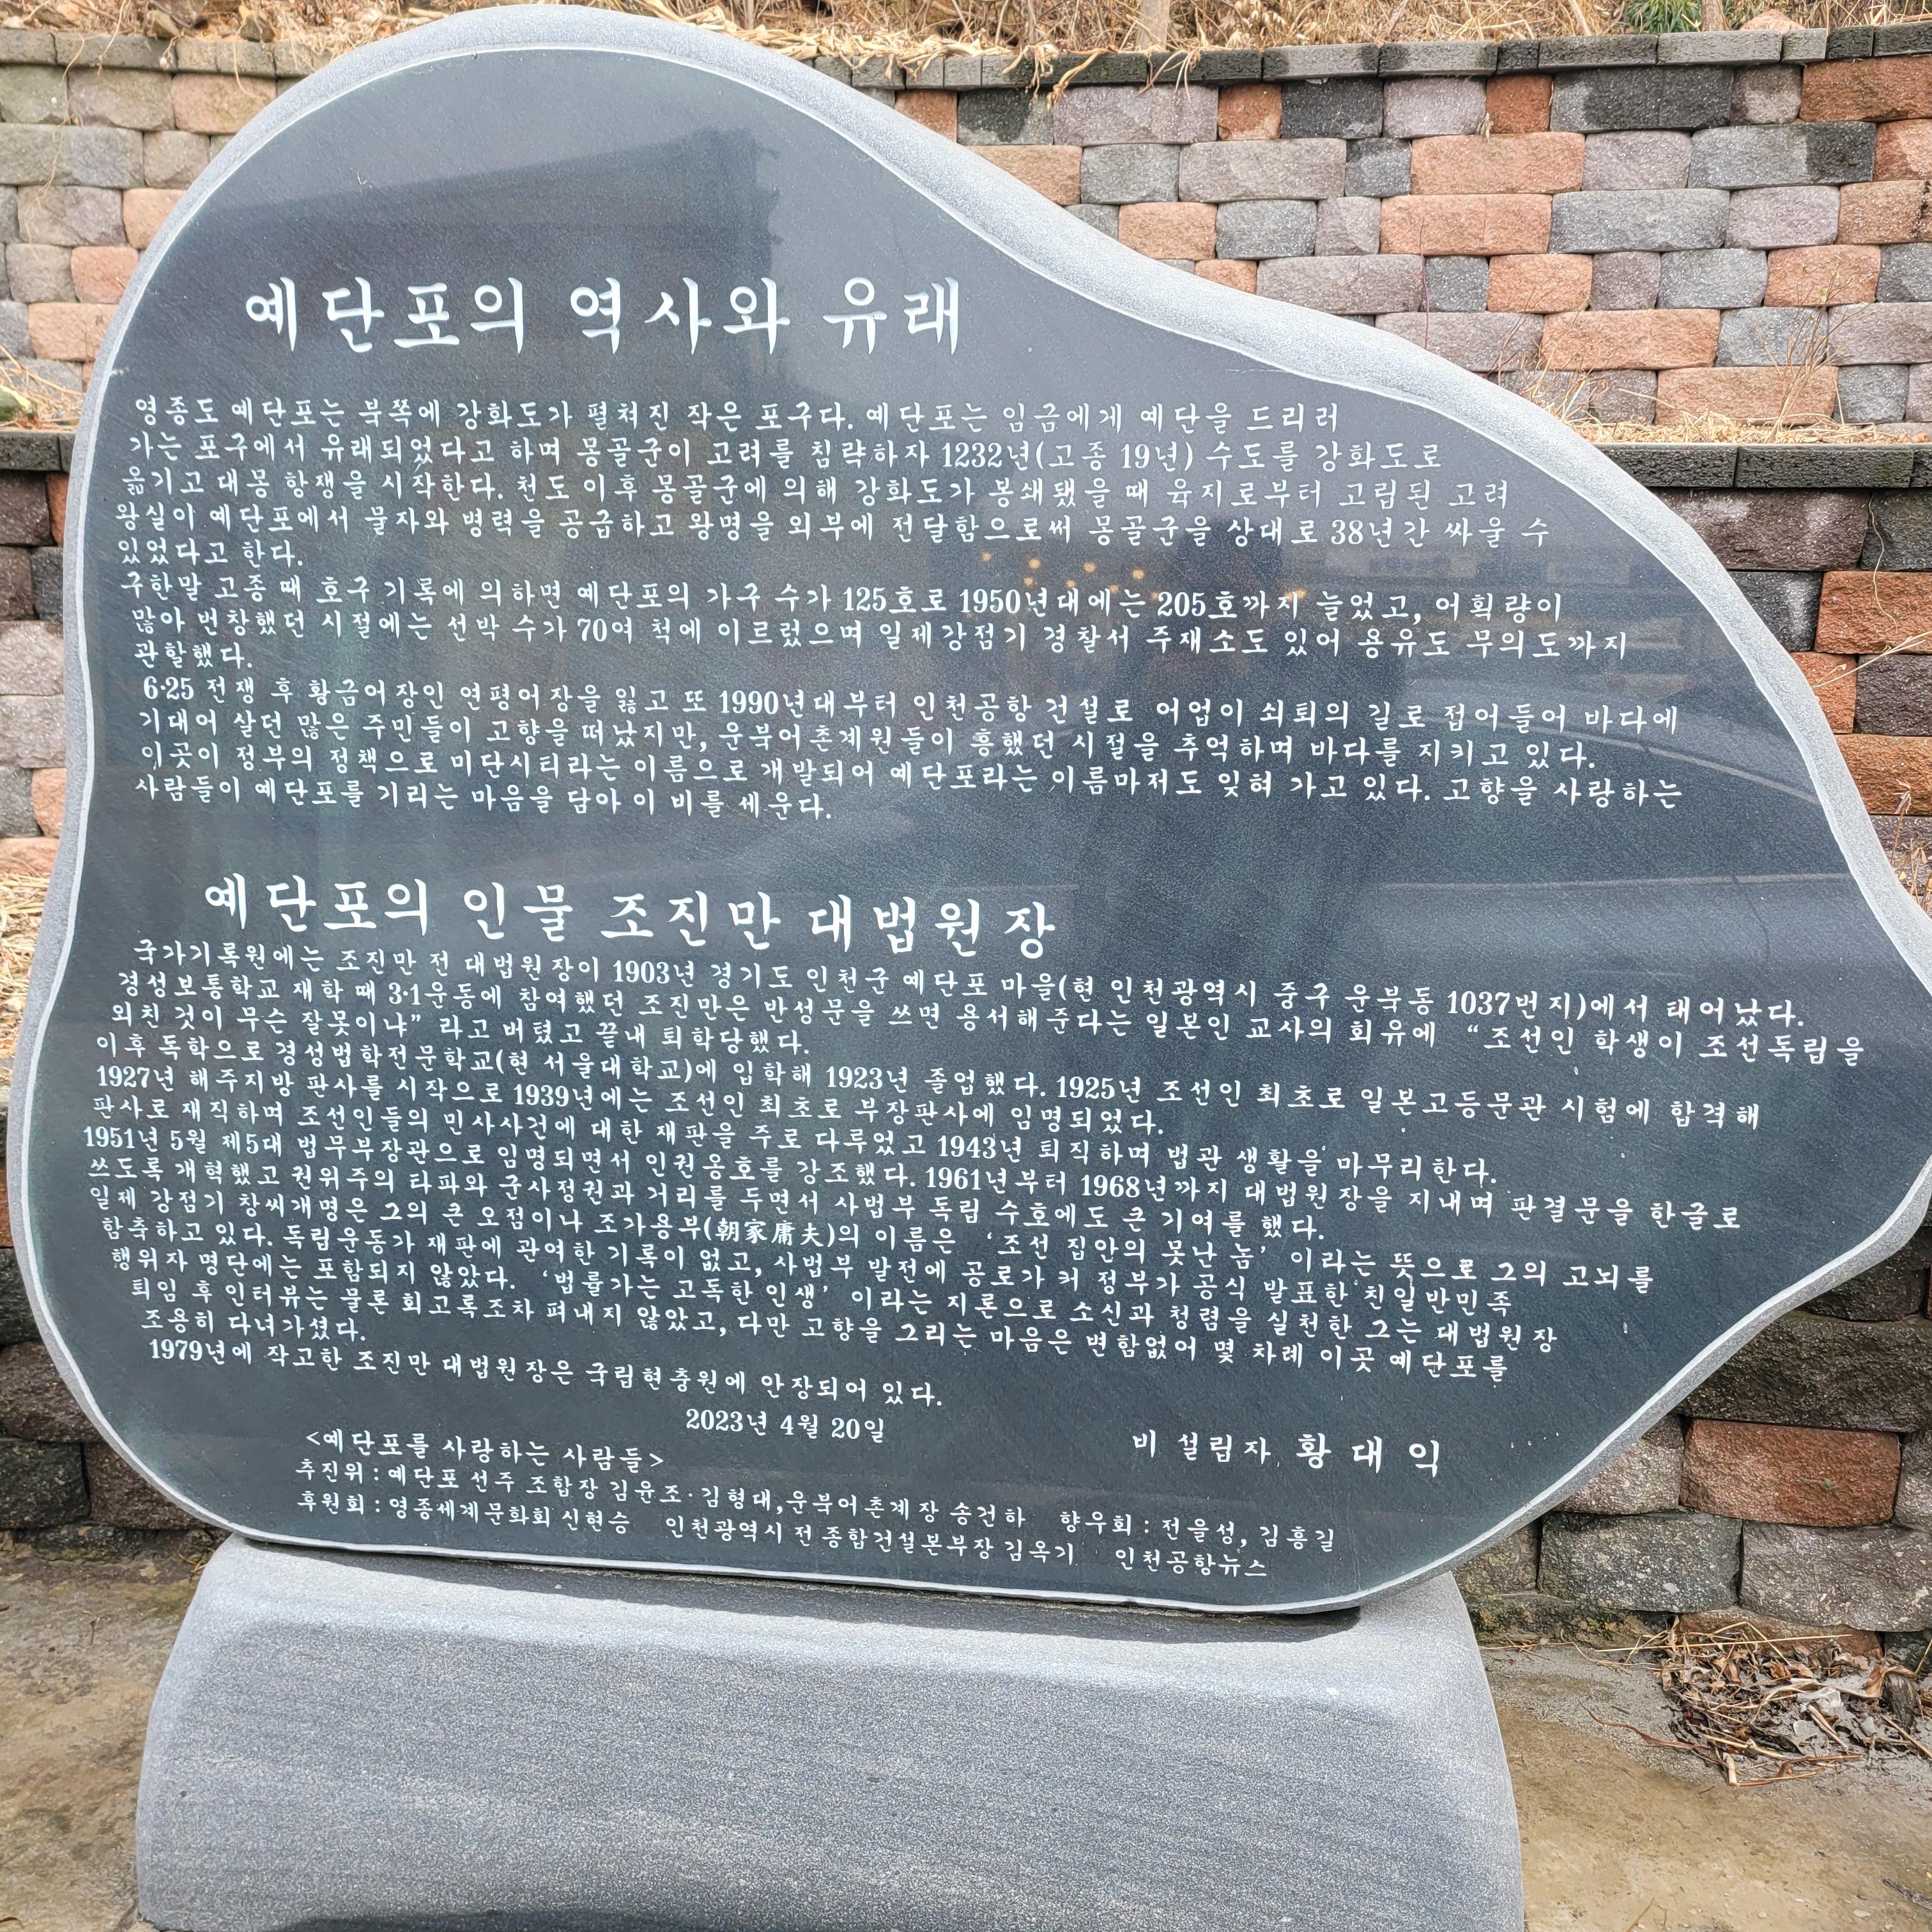 예단포의 역사와 유래
영종도 예단포는 북쪽에 강화도가 펼쳐진 작은 포구다. 예단포는 임금에게 예단을 드리러
가는 포구에서 유래되었다고 하며 몽골군이 고려를 침략하자 1232년(고종 19년) 수도를 강화도로
옮기고 대몽 항쟁을 시작한다. 천도 이후 몽골군에 의해 강화도가 봉쇄됐을 때 육지로부터 고립된 고려
왕실이 예단포에서 물자와 병력을 공급하고 왕명을 외부에 전달함으로써 몽골군을 상대로 38년간 싸울 수
있었다고 한다.
구한말 고종 때 호구 기록에 의하면 예단포의 가구 수가 125호로 1950년대에는 205호까지 늘었고, 어획량이
많아 번창했던 시절에는 선박 수가 70여 척에 이르렀으며 일제강점기 경찰서 주재소도 있어 용유도 무의도까지
관할했다.
6·25 전쟁 후 황금어장인 연평어장을 잃고 또 1990년대부터 인천공항 건설로 어업이 쇠퇴의 길로 접어들어 바다에
기대어 살던 많은 주민들이 고향을 떠났지만, 운북어촌계원들이 흥했던 시절을 추억하며 바다를 지키고 있다.
이곳이 정부의 정책으로 미단시티라는 이름으로 개발되어 예단포라는 이름마저도 잊혀 가고 있다. 고향을 사랑하는
사람들이 예단포를 기리는 마음을 담아 이 비를 세운다.
예단포의 인물 조진만 대법원장
국가기록원에는 조진만 전 대법원장이 1903년 경기도 인천군 예단포 마을(현 인천광역시 중구 운북동 1037번지)에서 태어났다.
경성보통학교 재학 때 3·1운동에 참여했던 조진만은 반성문을 쓰면 용서해준다는 일본인 교사의 회유에 “조선인 학생이 조선독립을
외친 것이 무슨 잘못이냐” 라고 버텼고 끝내 퇴학당했다.
이후 독학으로 경성법학전문학교(현 서울대학교)에 입학해 1923년 졸업했다. 1925년 조선인 최초로 일본고등문관 시험에 합격해
1927년 해주지방 판사를 시작으로 1939년에는 조선인 최초로 부장판사에 임명되었다.
판사로 재직하며 조선인들의 민사사건에 대한 재판을 주로 다루었고 1943년 퇴직하며 법관 생활을 마무리한다.
1951년 5월 제5대 법무부장관으로 임명되면서 인권옹호를 강조했다. 1961년부터 1968년까지 대법원장을 지내며 판결문을 한글로
쓰도록 개혁했고 권위주의 타파와 군사정권과 거리를 두면서 사법부 독립 수호에도 큰 기여를 했다.
일제 강점기 창씨개명은 그의 큰 오점이나 조가용부(朝家庸夫)의 이름은 ‘조선 집안의 못난 놈’ 이라는 뜻으로 그의 고뇌를
함축하고 있다. 독립운동가 재판에 관여한 기록이 없고, 사법부 발전에 공로가 커 정부가 공식 발표한 친일반민족
행위자 명단에는 포함되지 않았다. ‘법률가는 고독한 인생’ 이라는 지론으로 소신과 청렴을 실천한 그는 대법원장
퇴임 후 인터뷰는 물론 회고록조차 펴내지 않았고, 다만 고향을 그리는 마음은 변함없어 몇 차례 이곳 예단포를
조용히 다녀가셨다.
1979년에 작고한 조진만 대법원장은 국립현충원에 안장되어 있다.
2023년 4월 20일
비 설립자 황대익
<예단포를 사랑하는 사람들>
추진위 : 예단포 선주 조합장 김윤조·김형대, 운북어촌계장 송건하 향우회 : 전을성, 김흥길
후원회 : 영종세계문화회 신현승 인천광역시 전 종합건설본부장 김옥기 인천공항뉴스